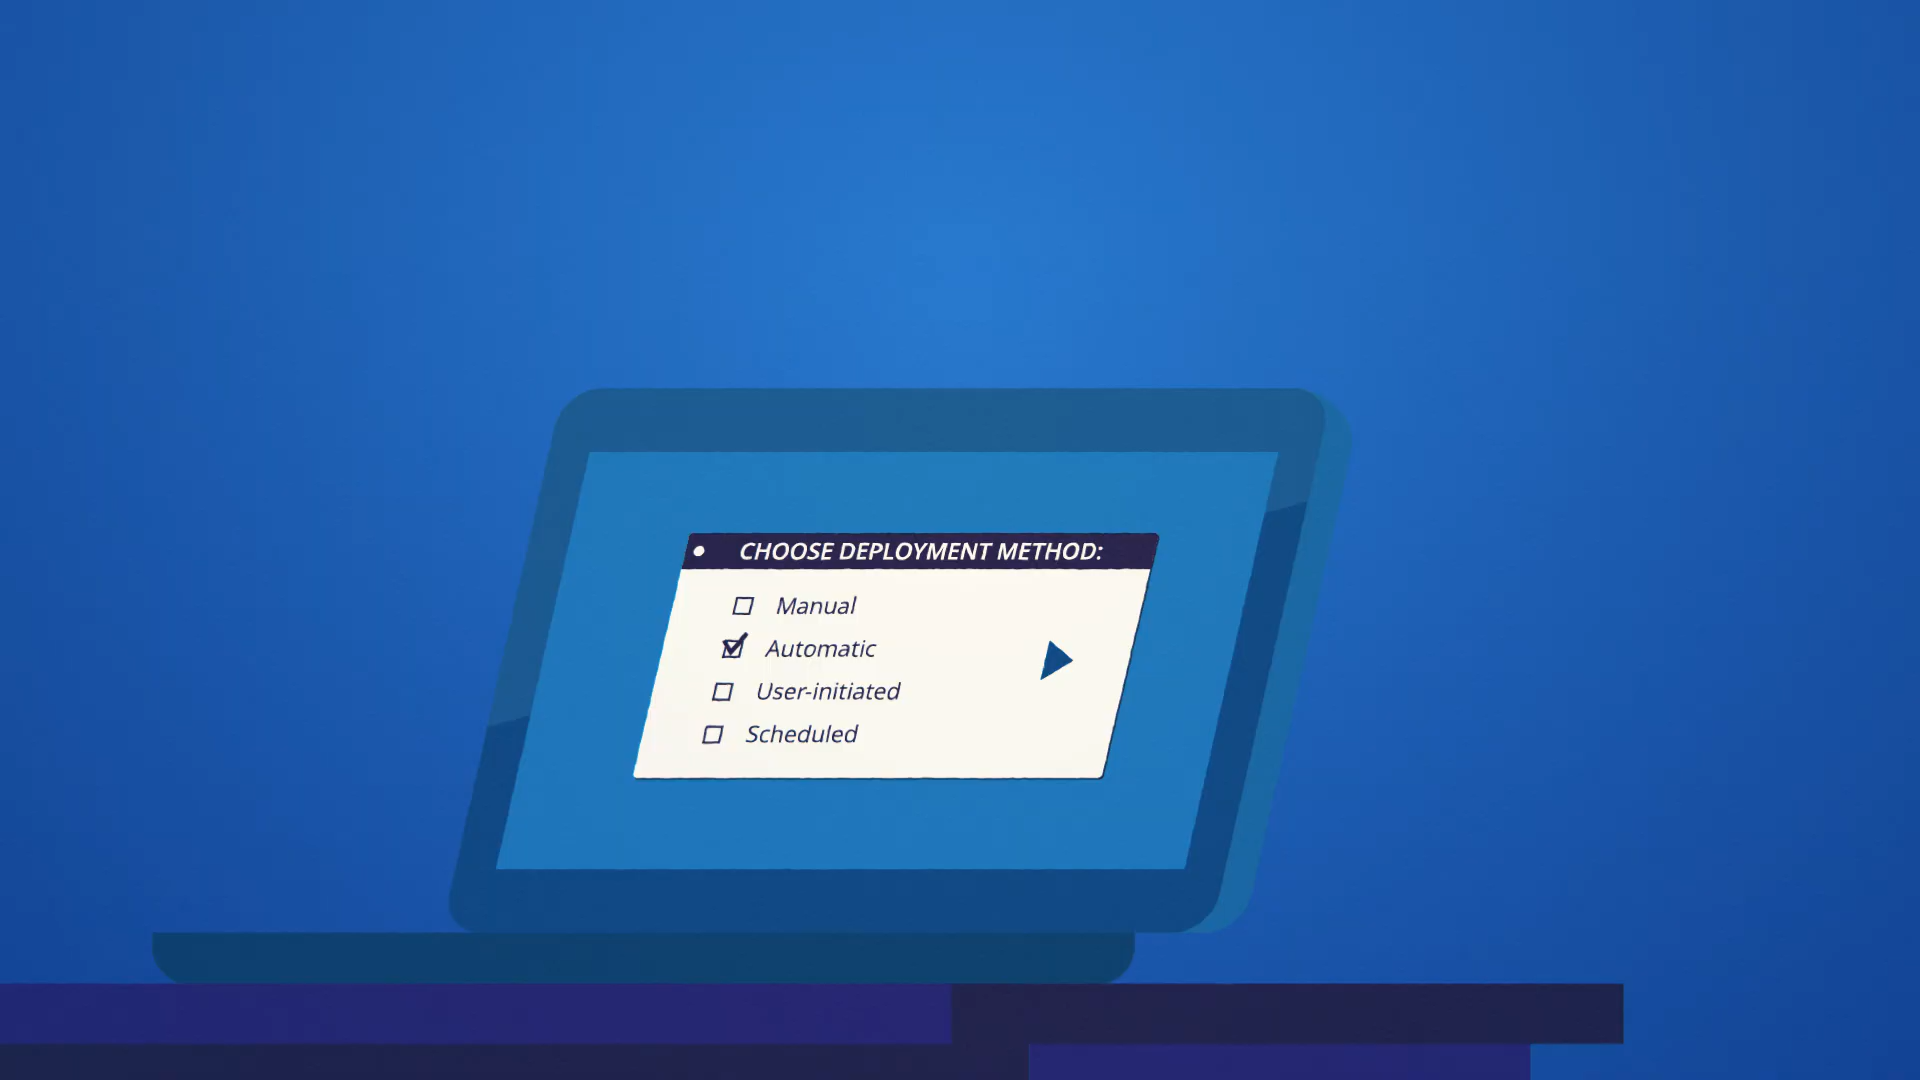 CHOOSE DEPLOYMENT METHOD:
Manual
Automatic
User-initiated
Scheduled